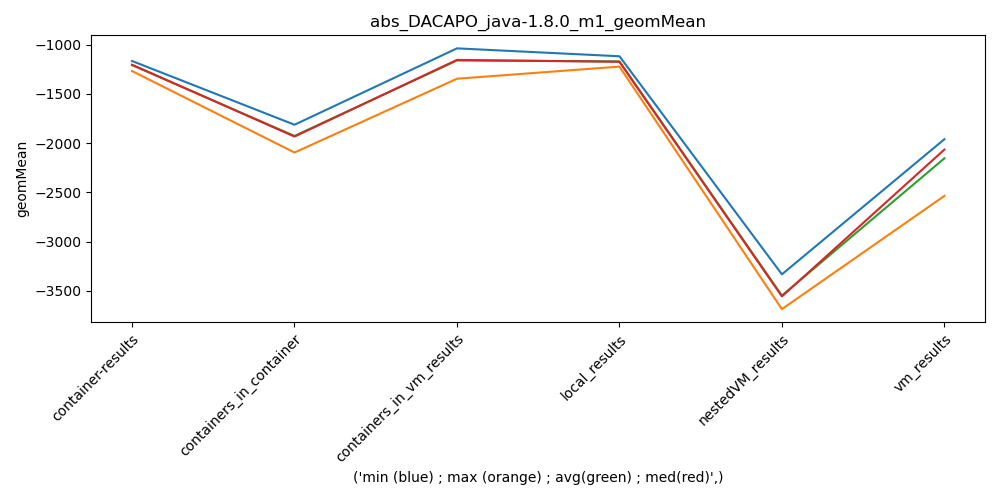 abs_DACAPO_java-1.8.0_m1_geomMean
geomMean
−1000
−1500
−2000
−2500
−3000
−3500
container-results
containers_in_container
containers_in_vm_results
local_results
nestedVM_results
vm_results
('min (blue) ; max (orange) ; avg(green) ; med(red)',)